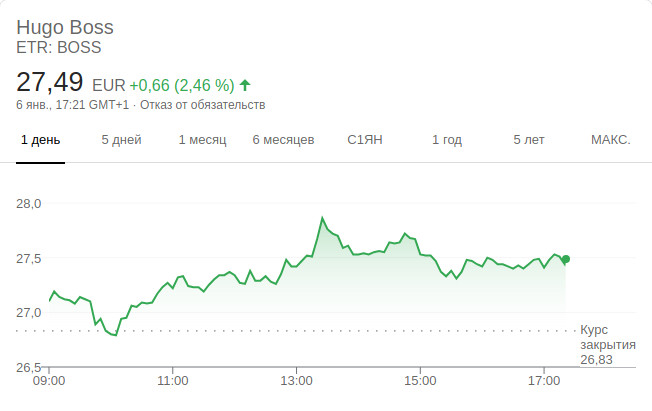 Hugo Boss
ETR: BOSS
27,49 EUR +0,66 (2,46 %)
6 янв., 17:21 GMT+1 · Отказ от обязательств
1 день 5 дней 1 месяц 6 месяцев С1ЯН 1 год 5 лет МАКС.
28,0
27,5
27,0
Курс
закрытия
26,83
26,5
09:00 11:00 13:00 15:00 17:00